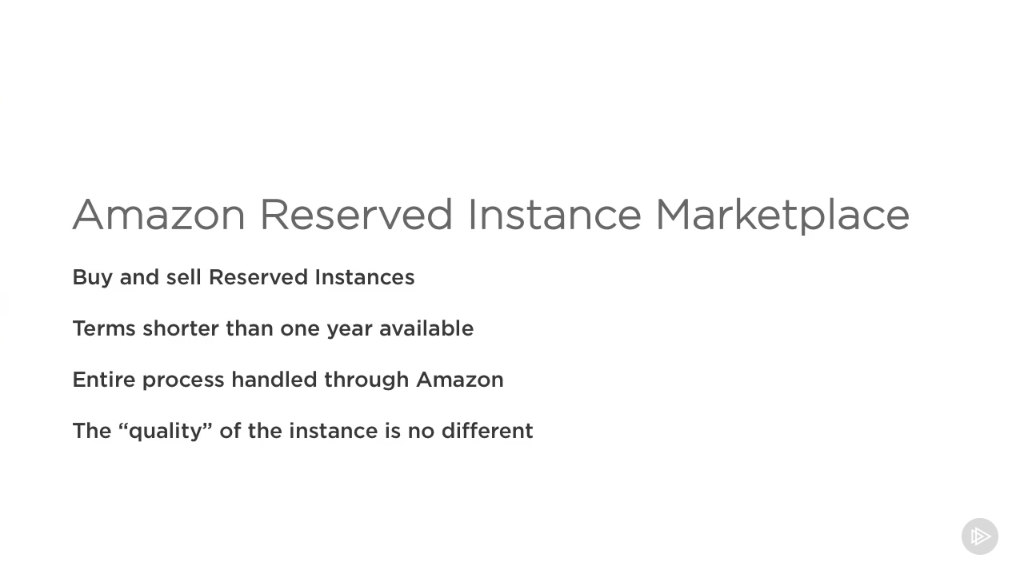 Amazon Reserved Instance Marketplace
Buy and sell Reserved Instances
Terms shorter than one year available
Entire process handled through Amazon
The “quality” of the instance is no different